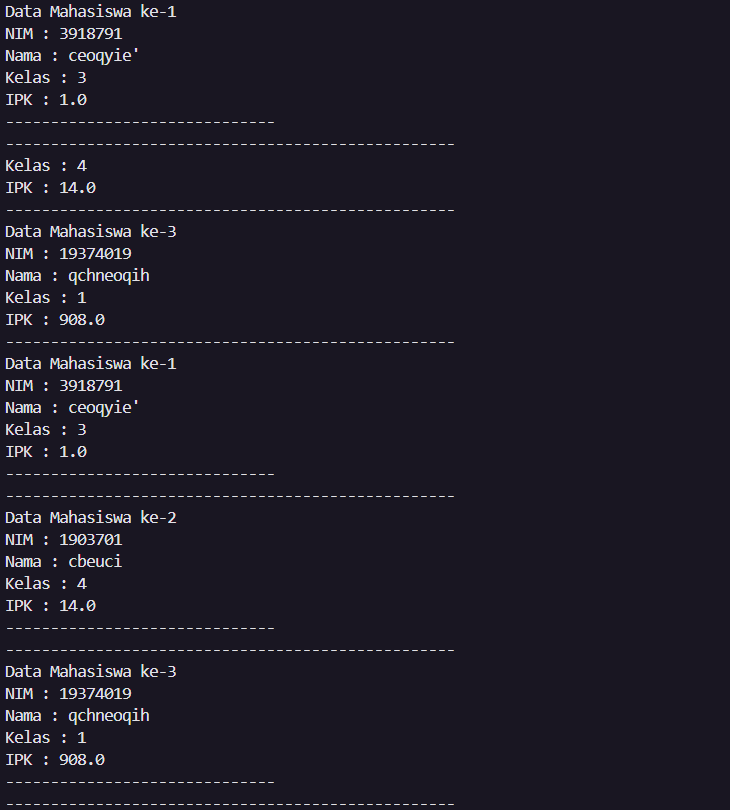 Data Mahasiswa ke-1
NIM : 3918791
Nama : ceoqyie'
Kelas : 3
IPK : 1.0
------------------------------
--------------------------------------------------
Kelas : 4
IPK : 14.0
--------------------------------------------------
Data Mahasiswa ke-3
NIM : 19374019
Nama : qchneoqih
Kelas : 1
IPK : 908.0
--------------------------------------------------
Data Mahasiswa ke-1
NIM : 3918791
Nama : ceoqyie'
Kelas : 3
IPK : 1.0
------------------------------
--------------------------------------------------
Data Mahasiswa ke-2
NIM : 1903701
Nama : cbeuci
Kelas : 4
IPK : 14.0
------------------------------
--------------------------------------------------
Data Mahasiswa ke-3
NIM : 19374019
Nama : qchneoqih
Kelas : 1
IPK : 908.0
------------------------------
--------------------------------------------------